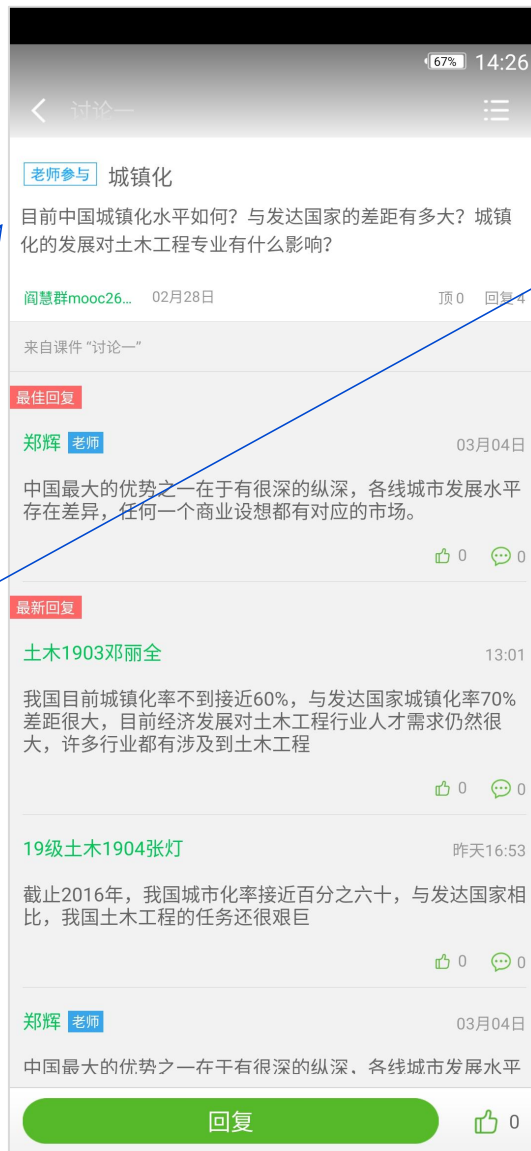 67% 14:26
讨论一
老师参与 城镇化
目前中国城镇化水平如何？与发达国家的差距有多大？城镇
化的发展对土木工程专业有什么影响？
阎慧群mooc26... 02月28日 顶0 回复4
来自课件 “讨论一”
最佳回复
郑辉 老师 03月04日
中国最大的优势之一在于有很深的纵深，各线城市发展水平
存在差异，任何一个商业设想都有对应的市场。
0 0
最新回复
土木1903邓丽全 13:01
我国目前城镇化率不到接近60%，与发达国家城镇化率70%
差距很大，目前经济发展对土木工程行业人才需求仍然很
大，许多行业都有涉及到土木工程
0 0
19级土木1904张灯 昨天16:53
截止2016年，我国城市化率接近百分之六十，与发达国家相
比，我国土木工程的任务还很艰巨
0 0
郑辉 老师 03月04日
中国最大的优势之一在于有很深的纵深，各线城市发展水平
回复 0